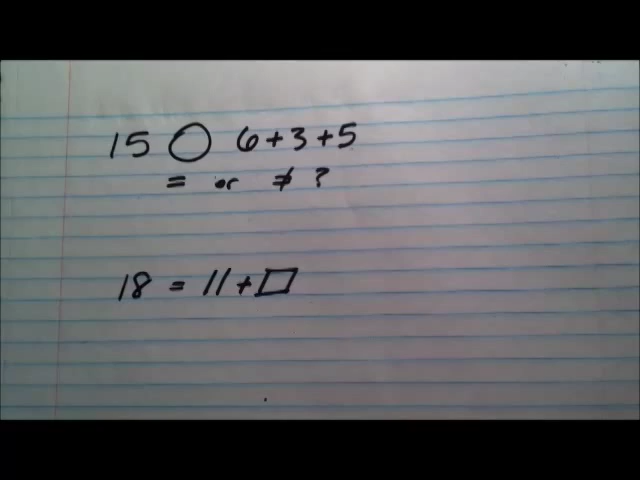 15 ○ 6+3+5
= or ≠ ?
18 = 11+□